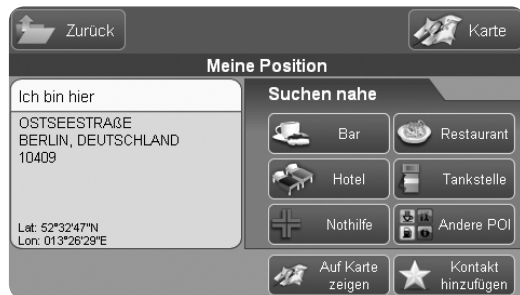 Zurück
Karte
Meine Position
Ich bin hier
OSTSEESTRAßE
BERLIN, DEUTSCHLAND
10409
Lat: 52°32'47"N
Lon: 013°26'29"E
Suchen nahe
Bar
Restaurant
Hotel
Tankstelle
Nothilfe
Andere POI
Auf Karte
zeigen
Kontakt
hinzufügen